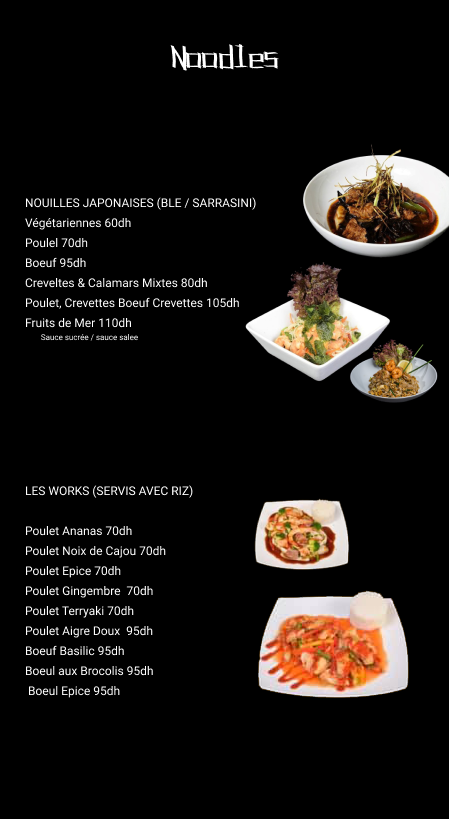 Noodles
NOUILLES JAPONAISES (BLE / SARRASINI)
Végétariennes 60dh
Poulel 70dh
Boeuf 95dh
Creveltes & Calamars Mixtes 80dh
Poulet, Crevettes Boeuf Crevettes 105dh
Fruits de Mer 110dh
Sauce sucrée / sauce salee
LES WORKS (SERVIS AVEC RIZ)
Poulet Ananas 70dh
Poulet Noix de Cajou 70dh
Poulet Epice 70dh
Poulet Gingembre  70dh
Poulet Terryaki 70dh
Poulet Aigre Doux  95dh
Boeuf Basilic 95dh
Boeul aux Brocolis 95dh
Boeul Epice 95dh